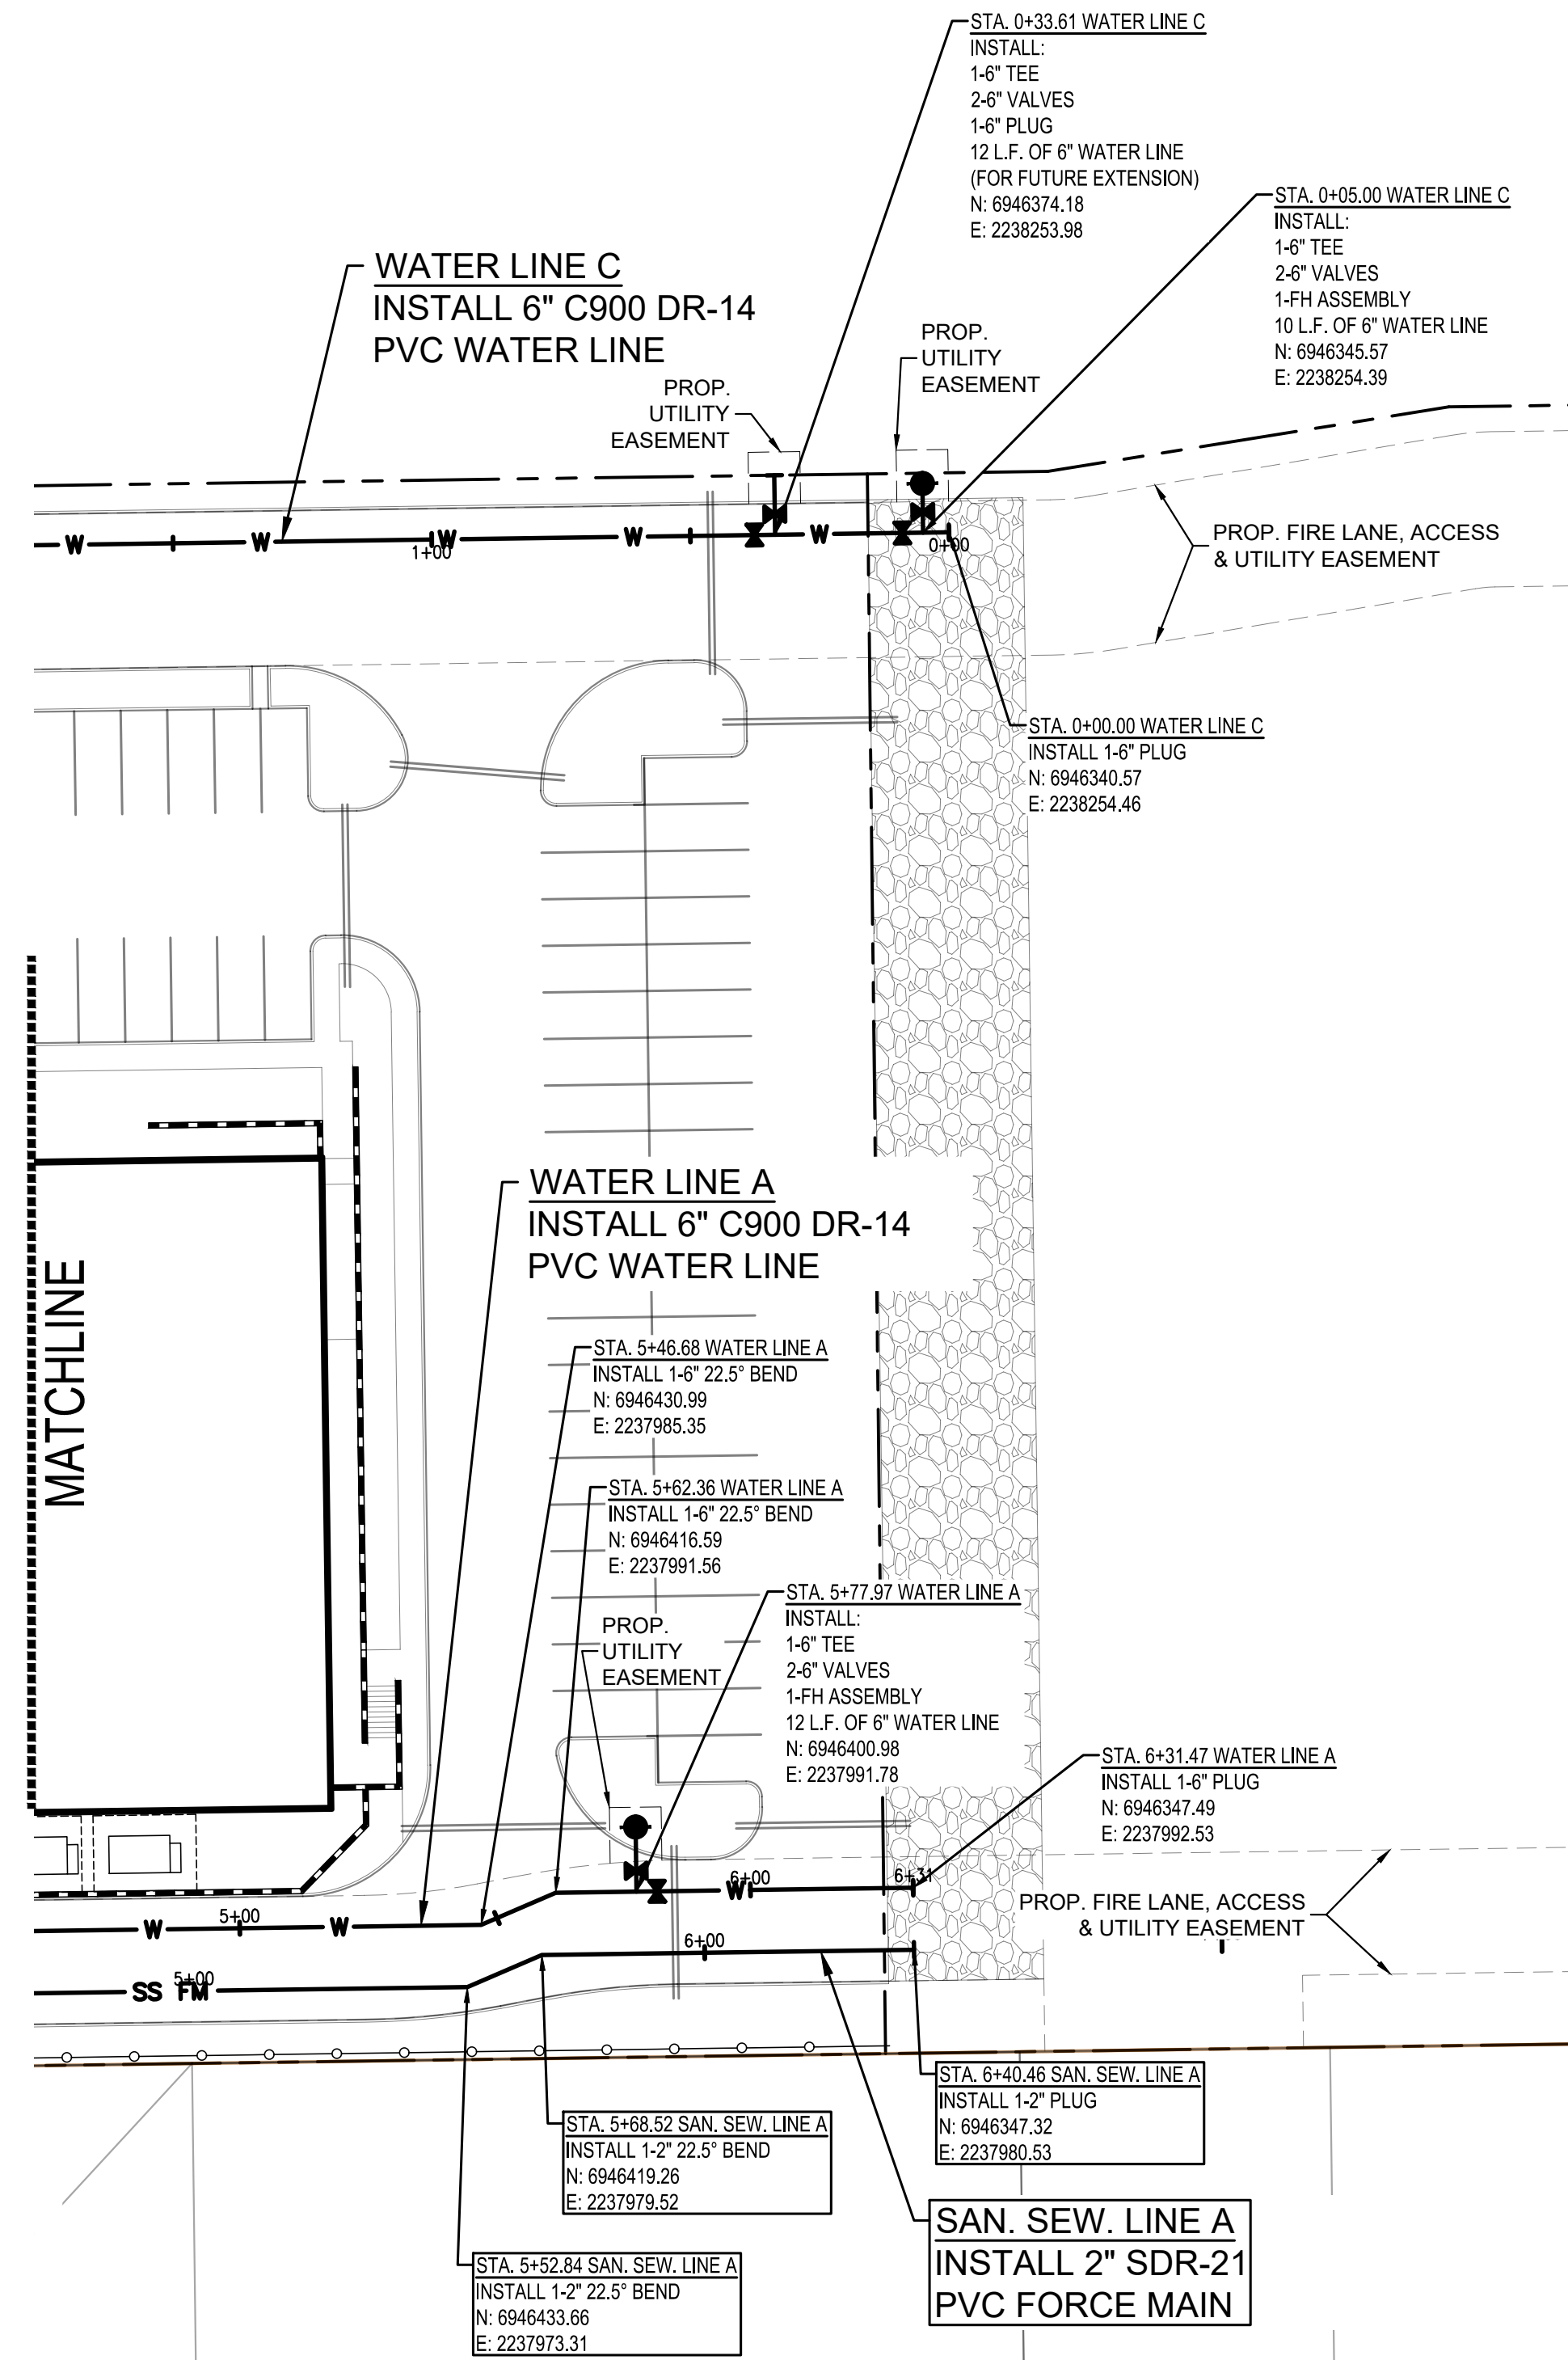 STA. 0+33.61 WATER LINE C
INSTALL:
1-6" TEE
2-6" VALVES
1-6" PLUG
12 L.F. OF 6" WATER LINE
(FOR FUTURE EXTENSION)
N: 6946374.18
E: 2238253.98
STA. 0+05.00 WATER LINE C
INSTALL:
1-6" TEE
2-6" VALVES
1-FH ASSEMBLY
10 L.F. OF 6" WATER LINE
N: 6946345.57
E: 2238254.39
WATER LINE C
INSTALL 6" C900 DR-14
PVC WATER LINE
PROP.
UTILITY
EASEMENT
PROP.
UTILITY
EASEMENT
W
W
W
W
W
1+00
0+00
PROP. FIRE LANE, ACCESS
& UTILITY EASEMENT
STA. 0+00.00 WATER LINE C
INSTALL 1-6" PLUG
N: 6946340.57
E: 2238254.46
MATCHLINE
WATER LINE A
INSTALL 6" C900 DR-14
PVC WATER LINE
STA. 5+46.68 WATER LINE A
INSTALL 1-6" 22.5° BEND
N: 6946430.99
E: 2237985.35
STA. 5+62.36 WATER LINE A
INSTALL 1-6" 22.5° BEND
N: 6946416.59
E: 2237991.56
STA. 5+77.97 WATER LINE A
INSTALL:
1-6" TEE
2-6" VALVES
1-FH ASSEMBLY
12 L.F. OF 6" WATER LINE
N: 6946400.98
E: 2237991.78
PROP.
UTILITY
EASEMENT
STA. 6+31.47 WATER LINE A
INSTALL 1-6" PLUG
N: 6946347.49
E: 2237992.53
6+00
6+31
W
PROP. FIRE LANE, ACCESS
& UTILITY EASEMENT
5+00
W
W
6+00
5+00
SS FM
STA. 6+40.46 SAN. SEW. LINE A
INSTALL 1-2" PLUG
N: 6946347.32
E: 2237980.53
STA. 5+68.52 SAN. SEW. LINE A
INSTALL 1-2" 22.5° BEND
N: 6946419.26
E: 2237979.52
SAN. SEW. LINE A
INSTALL 2" SDR-21
PVC FORCE MAIN
STA. 5+52.84 SAN. SEW. LINE A
INSTALL 1-2" 22.5° BEND
N: 6946433.66
E: 2237973.31